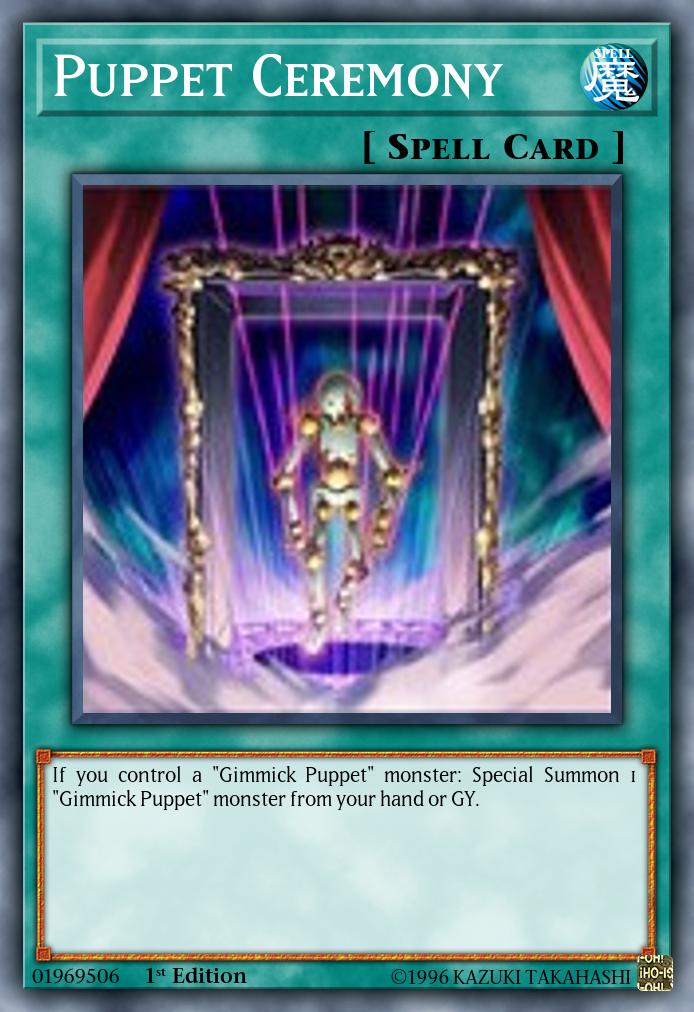 PUPPET CEREMONY
SPELL
魔
[ SPELL CARD ]
If you control a "Gimmick Puppet" monster: Special Summon 1
"Gimmick Puppet" monster from your hand or GY.
01969506 1st Edition ©1996 KAZUKI TAKAHASHI